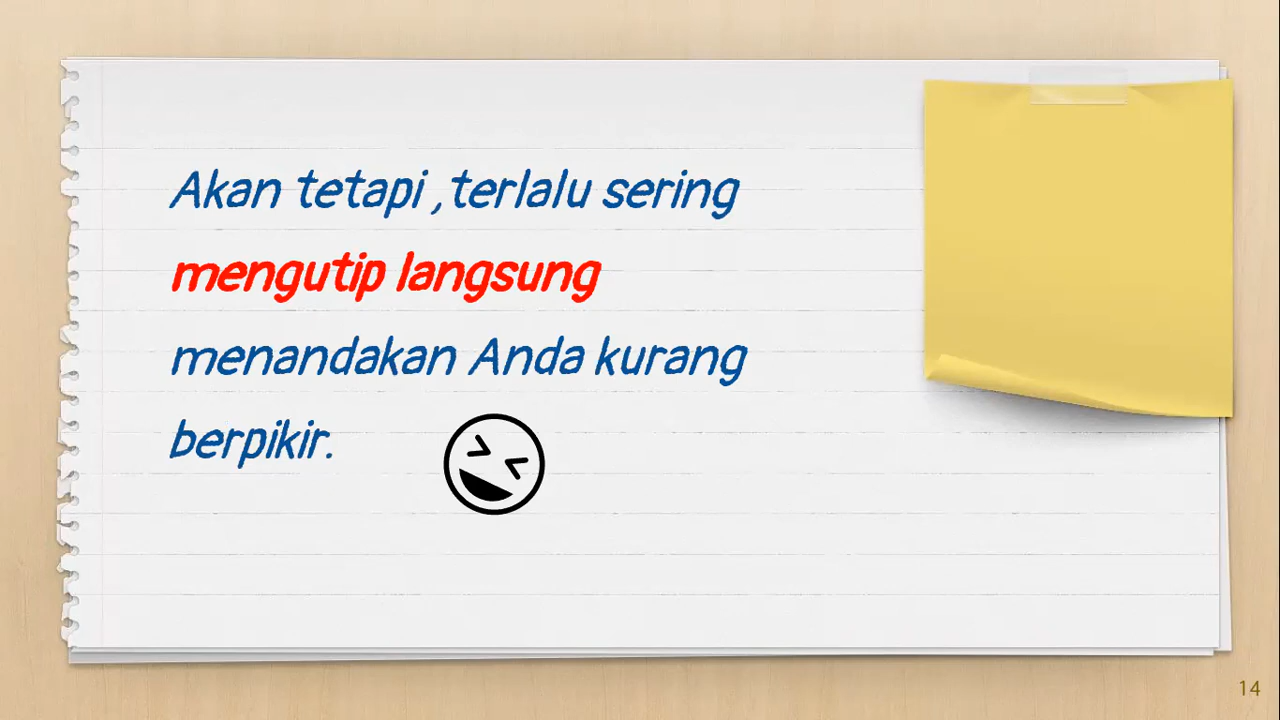 Akan tetapi ,terlalu sering
mengutip langsung
menandakan Anda kurang
berpikir.
14